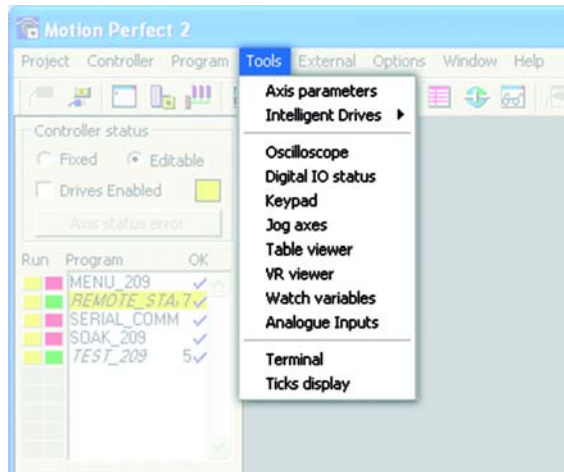 Motion Perfect 2
Project Controller Program Tools External Options Window Help
Axis parameters
Intelligent Drives
Oscilloscope
Digital IO status
Keypad
Jog axes
Table viewer
VR viewer
Watch variables
Analogue Inputs
Terminal
Ticks display
Controller status
Fixed Editable
Drives Enabled
Axis status error
Run Program OK
MENU_209
REMOTE_STA 7
SERIAL_COMM
SOAK_209
TEST_209 5